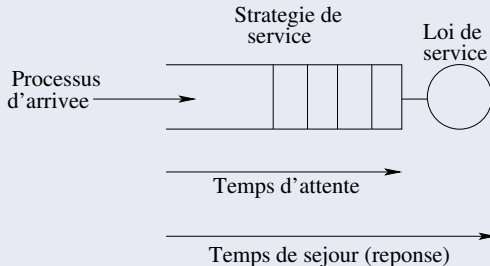 Strategie de
service
Loi de
service
Processus
d'arrivee
Temps d'attente
Temps de sejour (reponse)